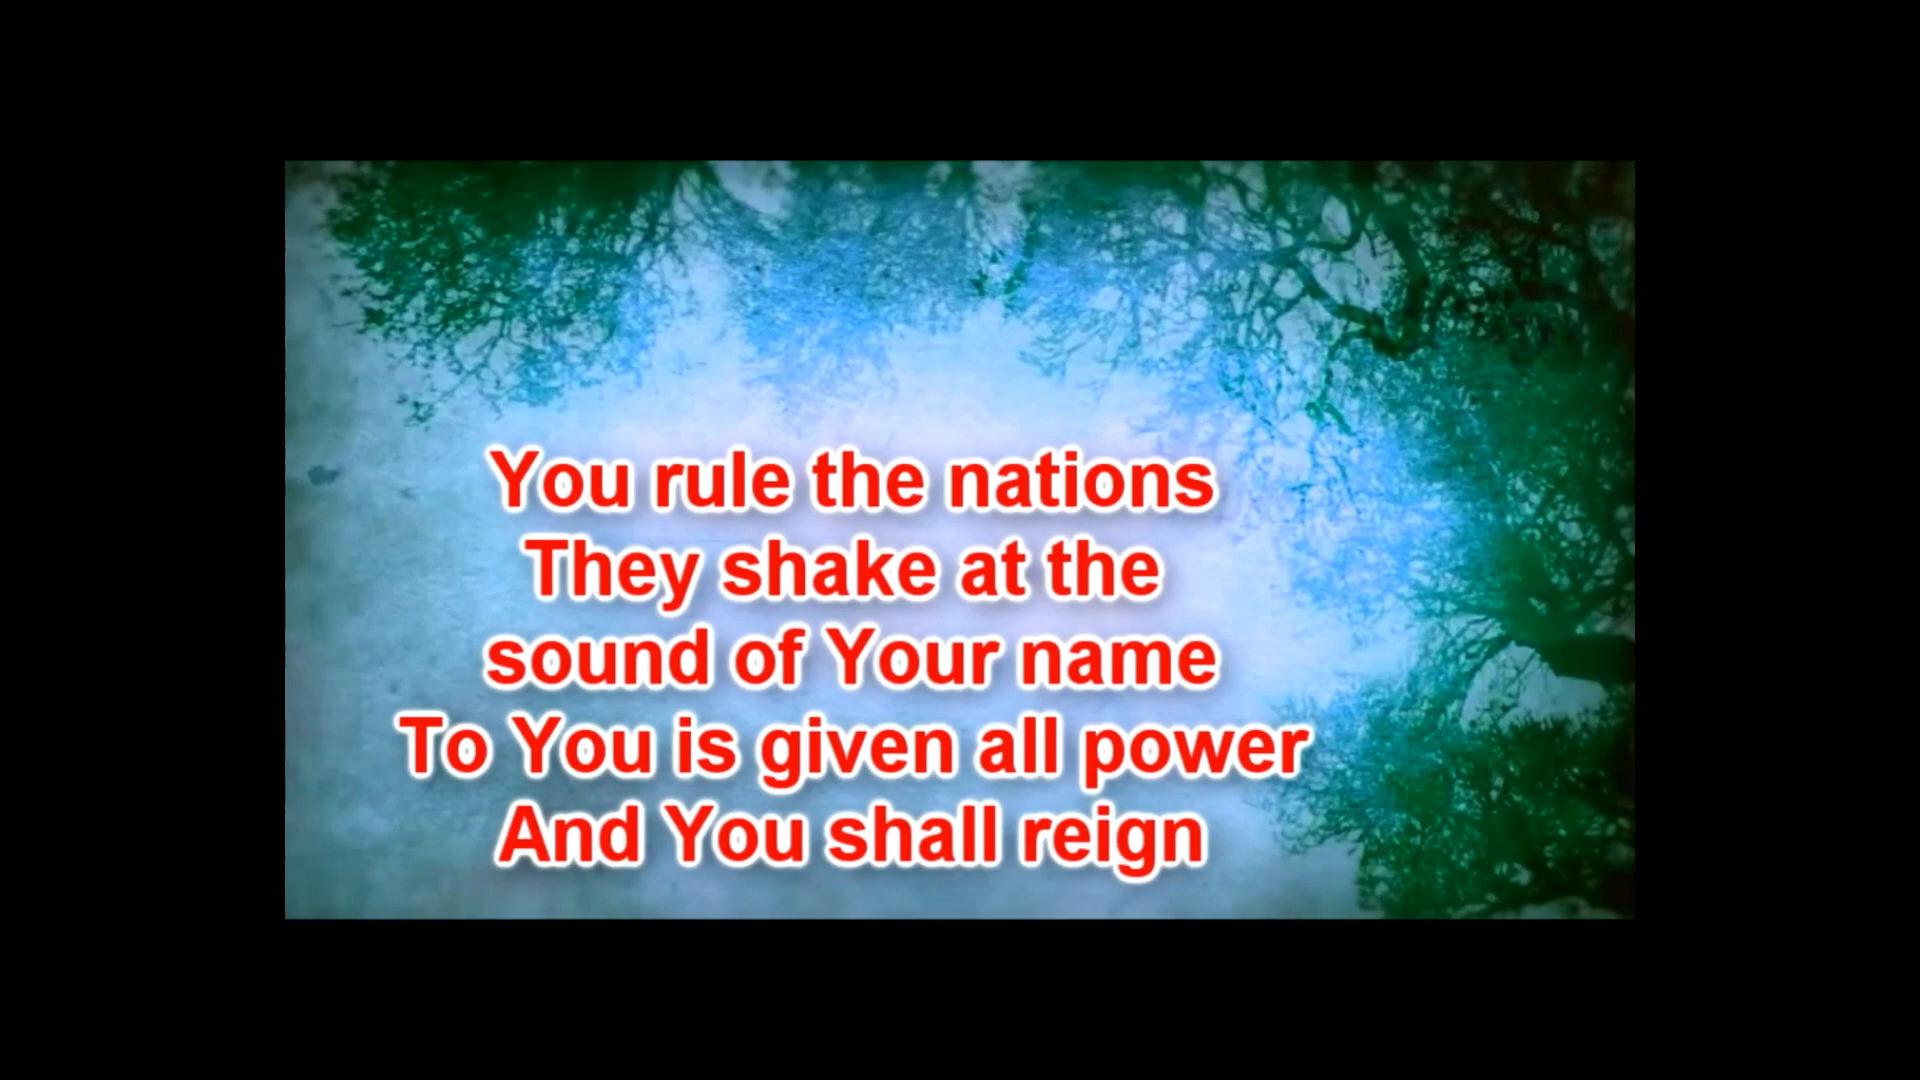 You rule the nations
They shake at the
sound of Your name
To You is given all power
And You shall reign